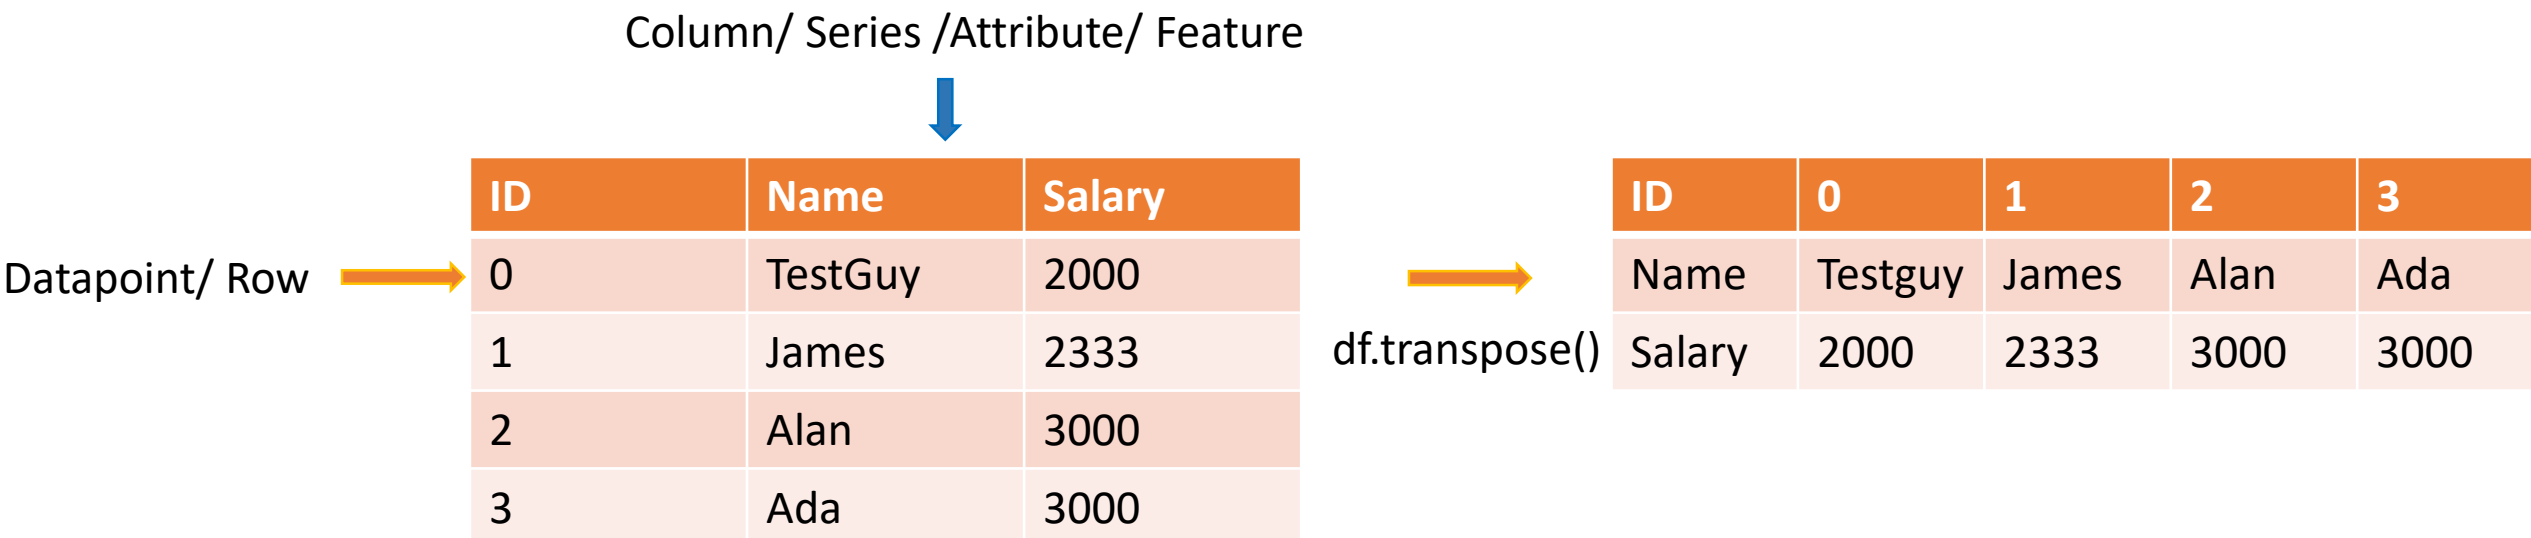 Column/ Series /Attribute/ Feature
ID Name Salary
Datapoint/ Row
0 TestGuy 2000
1 James 2333
2 Alan 3000
3 Ada 3000
df.transpose()
ID 0 1 2 3
Name Testguy James Alan Ada
Salary 2000 2333 3000 3000